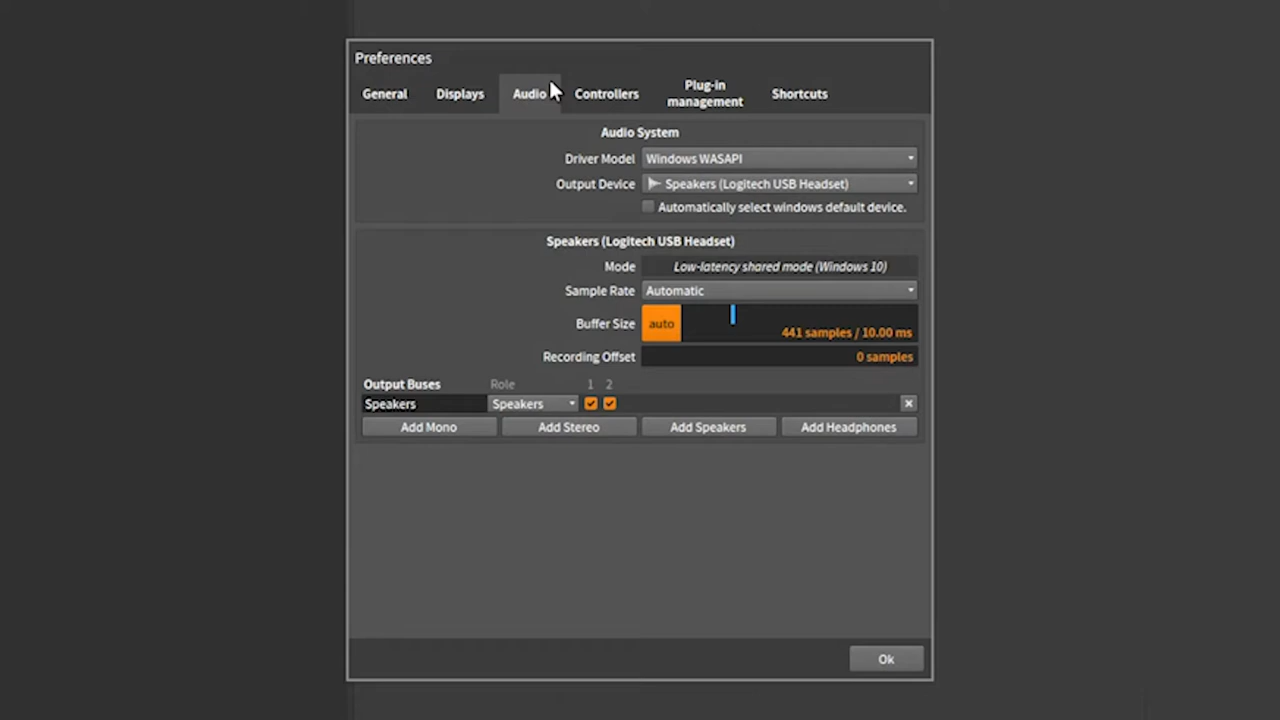 Preferences
General Displays Audio Controllers Plug-in management Shortcuts
Audio System
Driver Model Windows WASAPI
Output Device Speakers (Logitech USB Headset)
Automatically select windows default device.
Speakers (Logitech USB Headset)
Mode Low-latency shared mode (Windows 10)
Sample Rate Automatic
Buffer Size auto 441 samples / 10.00 ms
Recording Offset 0 samples
Output Buses Role 1 2
Speakers Speakers
Add Mono Add Stereo Add Speakers Add Headphones
Ok